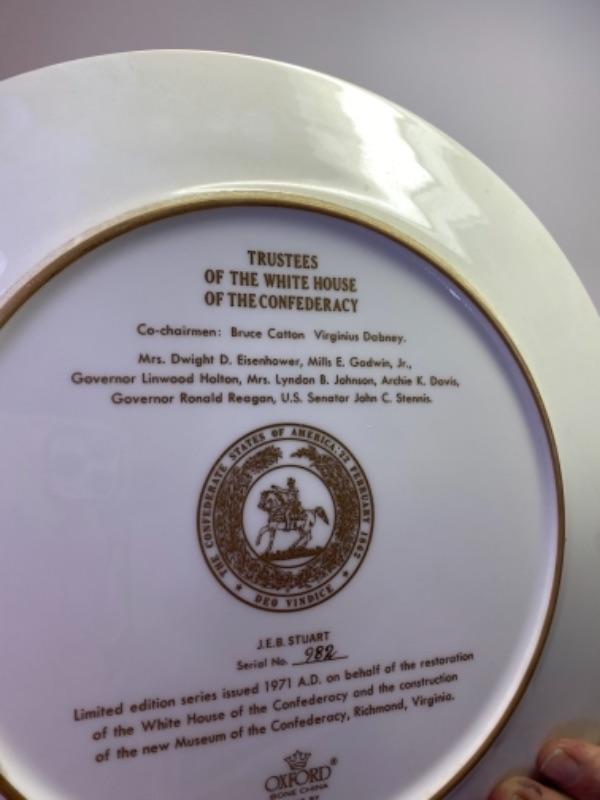 TRUSTEES
OF THE WHITE HOUSE
OF THE CONFEDERACY
Co-chairmen: Bruce Catton Virginius Dabney.
Mrs. Dwight D. Eisenhower, Mills E. Godwin, Jr.,
Governor Linwood Holton, Mrs. Lyndon B. Johnson, Archie K. Davis,
Governor Ronald Reagan, U.S. Senator John C. Stennis.
THE CONFEDERATE STATES OF AMERICA: 22 FEBRUARY 1862
DEO VINDICE
J.E.B. STUART
Serial No. 982
Limited edition series issued 1971 A.D. on behalf of the restoration
of the White House of the Confederacy and the construction
of the new Museum of the Confederacy, Richmond, Virginia.
OXFORD®
BONE CHINA